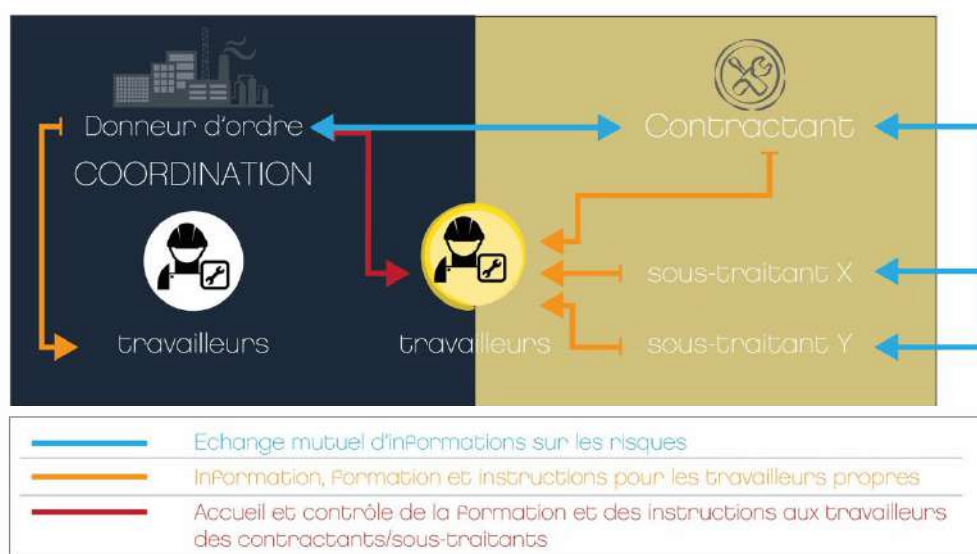 Donneur d'ordre
Contractant
COORDINATION
sous-traitant X
travailleurs
travailleurs
sous-traitant Y
Echange mutuel d'informations sur les risques
Information, formation et instructions pour les travailleurs propres
Accueil et contrôle de la formation et des instructions aux travailleurs
des contractants/sous-traitants